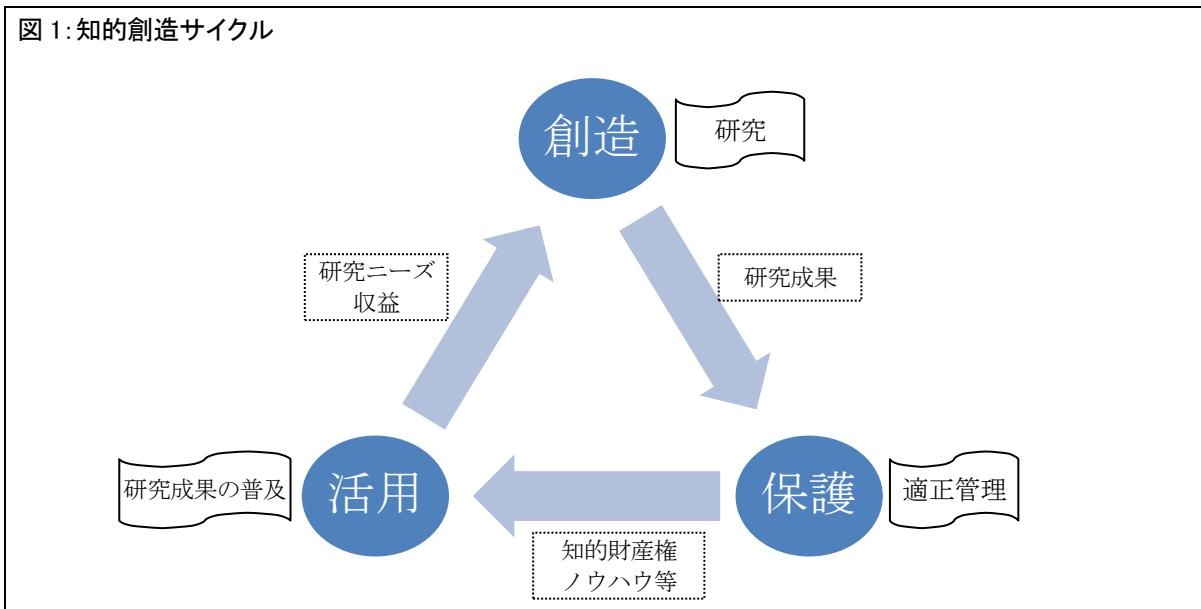 図 1：知的創造サイクル
創造
研究
研究ニーズ
収益
研究成果
研究成果の普及
活用
保護
適正管理
知的財産権
ノウハウ等